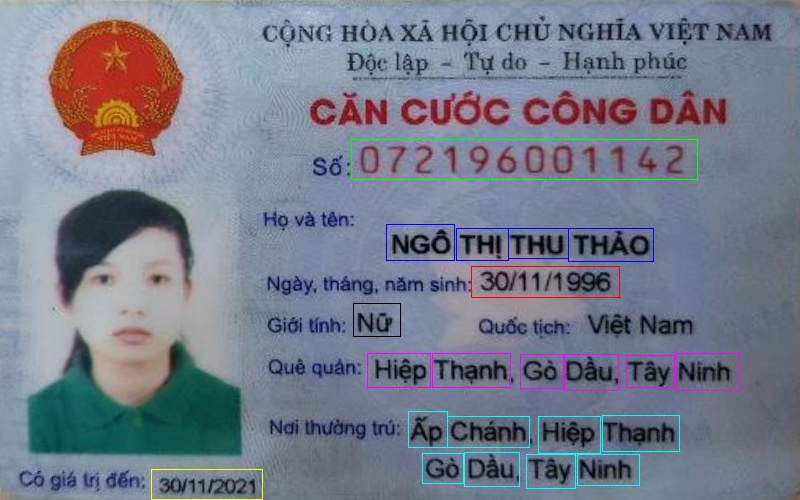 CỘNG HÒA XÃ HỘI CHỦ NGHĨA VIỆT NAM
Độc lập - Tự do - Hạnh phúc
CĂN CƯỚC CÔNG DÂN
Số: 072196001142
Họ và tên:
NGÔ THỊ THU THẢO
Ngày, tháng, năm sinh: 30/11/1996
Giới tính: Nữ Quốc tịch: Việt Nam
Quê quán: Hiệp Thạnh, Gò Dầu, Tây Ninh
Nơi thường trú: Ấp Chánh, Hiệp Thạnh
Gò Dầu, Tây Ninh
Có giá trị đến: 30/11/2021